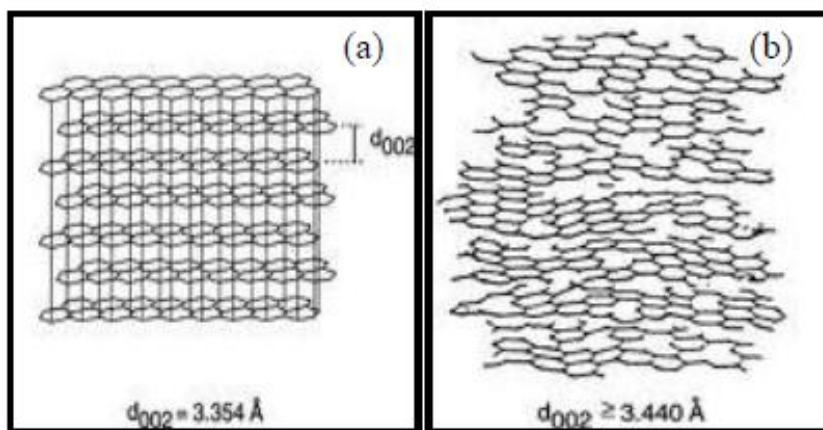 (a)
d002
d002 = 3.354 Å
(b)
d002 ≥ 3.440 Å